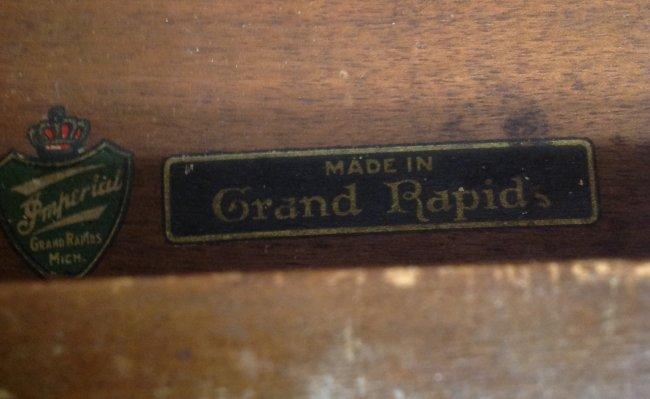 Imperial
GRAND RAPIDS
MICH.
MADE IN
Grand Rapids